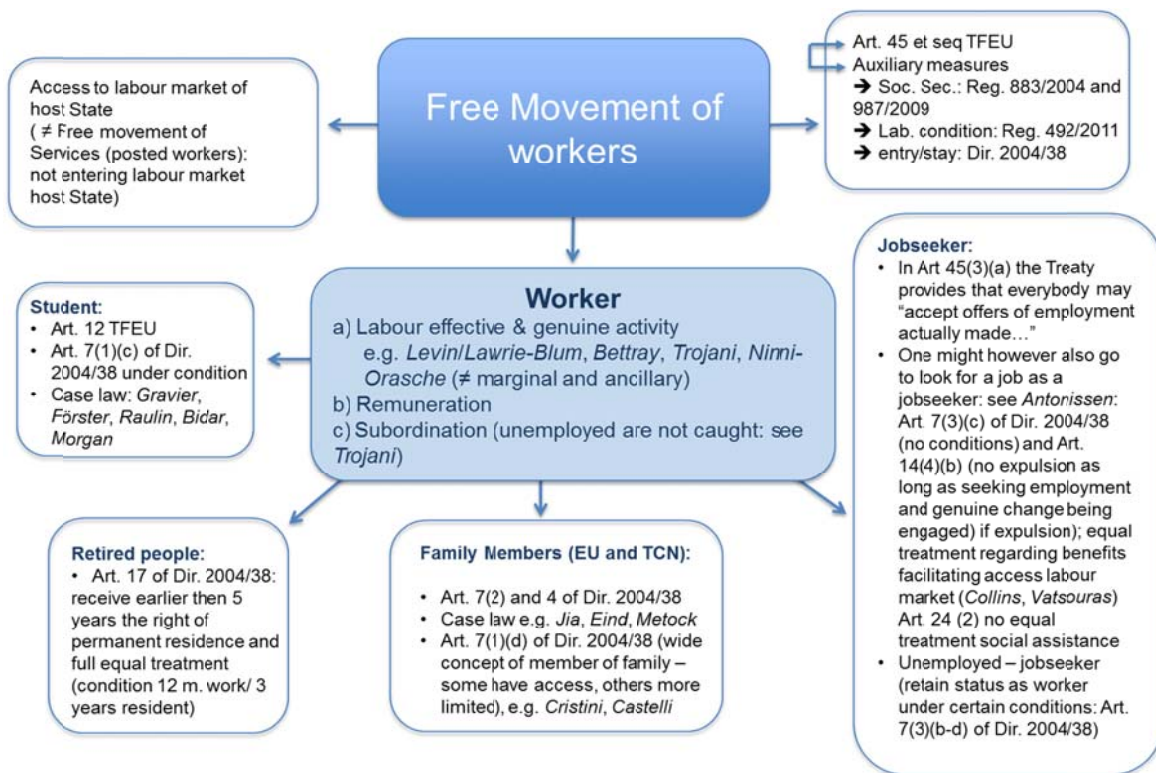 Free Movement of
workers
Access to labour market of
host State
( ≠ Free movement of
Services (posted workers):
not entering labour market
host State)
Art. 45 et seq TFEU
Auxiliary measures
➔ Soc. Sec.: Reg. 883/2004 and
987/2009
➔ Lab. condition: Reg. 492/2011
➔ entry/stay: Dir. 2004/38
Worker
a) Labour effective & genuine activity
e.g. Levin/Lawrie-Blum, Bettray, Trojani, Ninni-
Orasche (≠ marginal and ancillary)
b) Remuneration
c) Subordination (unemployed are not caught: see
Trojani)
Student:
• Art. 12 TFEU
• Art. 7(1)(c) of Dir.
2004/38 under condition
• Case law: Gravier,
Förster, Raulin, Bidar,
Morgan
Retired people:
• Art. 17 of Dir. 2004/38:
receive earlier then 5
years the right of
permanent residence and
full equal treatment
(condition 12 m. work/ 3
years resident)
Family Members (EU and TCN):
• Art. 7(2) and 4 of Dir. 2004/38
• Case law e.g. Jia, Eind, Metock
• Art. 7(1)(d) of Dir. 2004/38 (wide
concept of member of family –
some have access, others more
limited), e.g. Cristini, Castelli
Jobseeker:
• In Art 45(3)(a) the Treaty
provides that everybody may
“accept offers of employment
actually made…”
• One might however also go
to look for a job as a
jobseeker: see Antonissen:
Art. 7(3)(c) of Dir. 2004/38
(no conditions) and Art.
14(4)(b) (no expulsion as
long as seeking employment
and genuine change being
engaged) if expulsion); equal
treatment regarding benefits
facilitating access labour
market (Collins, Vatsouras)
Art. 24 (2) no equal
treatment social assistance
• Unemployed – jobseeker
(retain status as worker
under certain conditions: Art.
7(3)(b-d) of Dir. 2004/38)